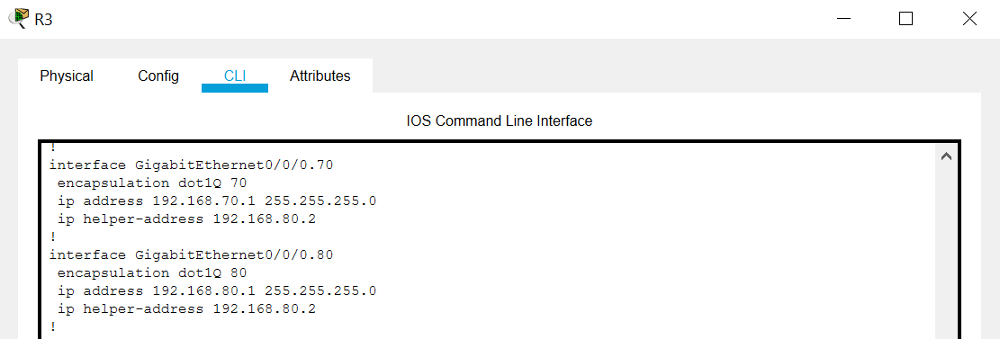 R3
Physical Config CLI Attributes
IOS Command Line Interface
!
interface GigabitEthernet0/0/0.70
 encapsulation dot1Q 70
 ip address 192.168.70.1 255.255.255.0
 ip helper-address 192.168.80.2
!
interface GigabitEthernet0/0/0.80
 encapsulation dot1Q 80
 ip address 192.168.80.1 255.255.255.0
 ip helper-address 192.168.80.2
!